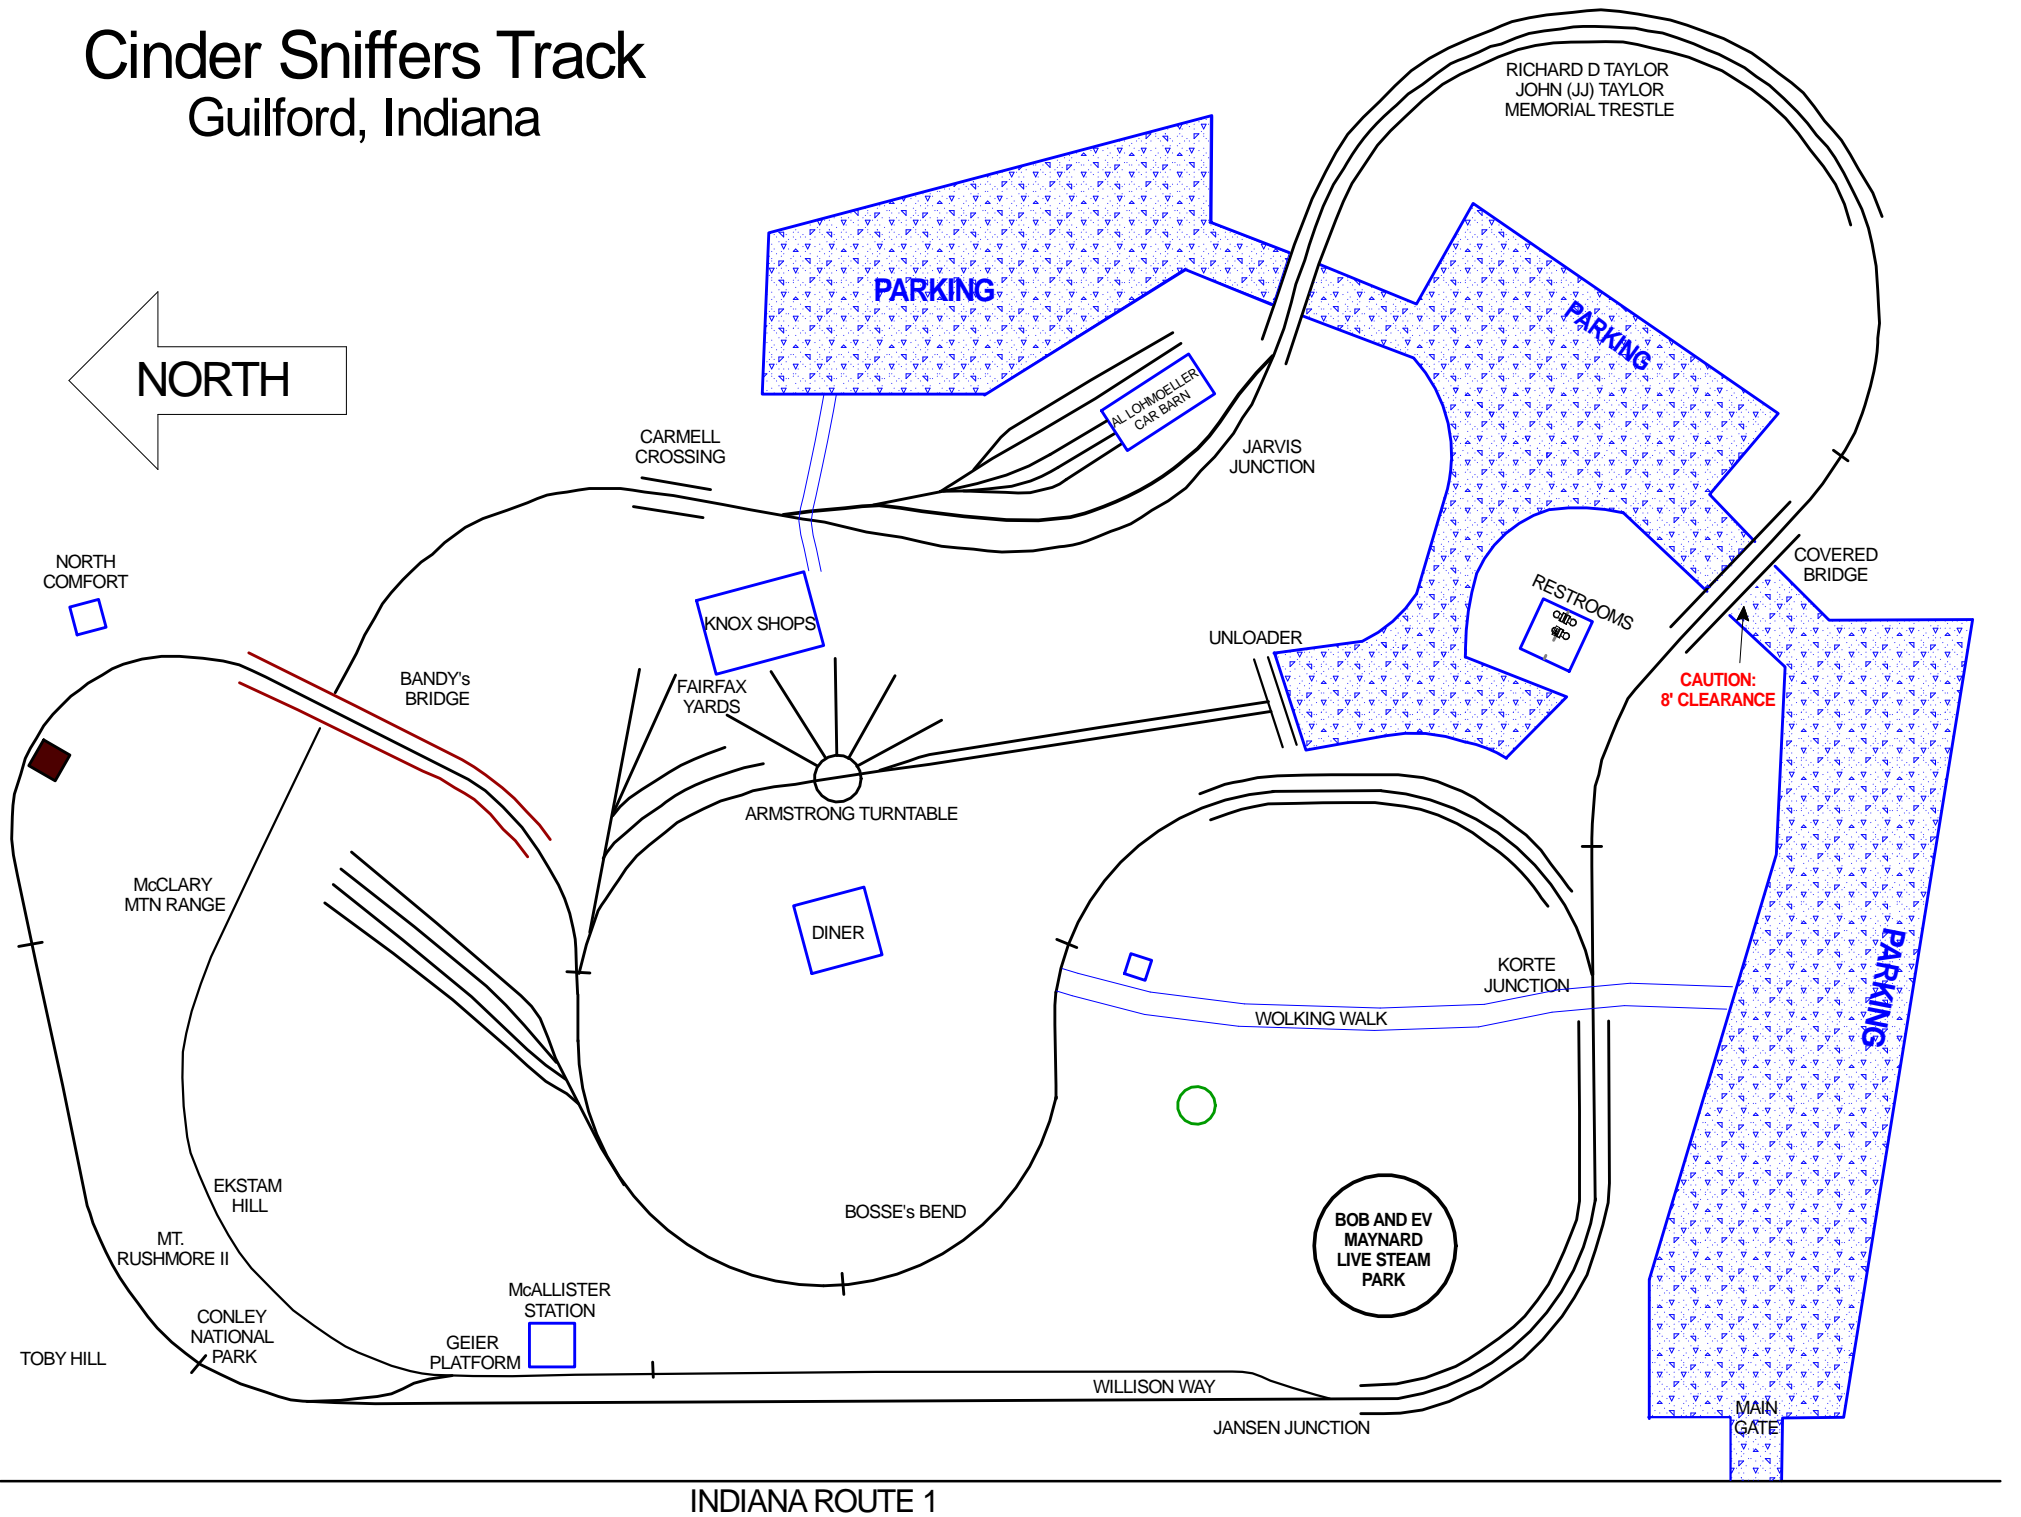 Cinder Sniffers Track
Guilford, Indiana
RICHARD D TAYLOR
JOHN (JJ) TAYLOR
MEMORIAL TRESTLE
PARKING
PARKING
NORTH
AL LOHMOELLER
CAR BARN
CARMELL
CROSSING
JARVIS
JUNCTION
NORTH
COMFORT
COVERED
BRIDGE
RESTROOMS
KNOX SHOPS
UNLOADER
BANDY's
BRIDGE
FAIRFAX
YARDS
CAUTION:
8' CLEARANCE
ARMSTRONG TURNTABLE
McCLARY
MTN RANGE
DINER
PARKING
KORTE
JUNCTION
WOLKING WALK
EKSTAM
HILL
BOSSE's BEND
BOB AND EV
MAYNARD
LIVE STEAM
PARK
MT.
RUSHMORE II
McALLISTER
STATION
CONLEY
NATIONAL
PARK
GEIER
PLATFORM
TOBY HILL
WILLISON WAY
JANSEN JUNCTION
MAIN
GATE
INDIANA ROUTE 1